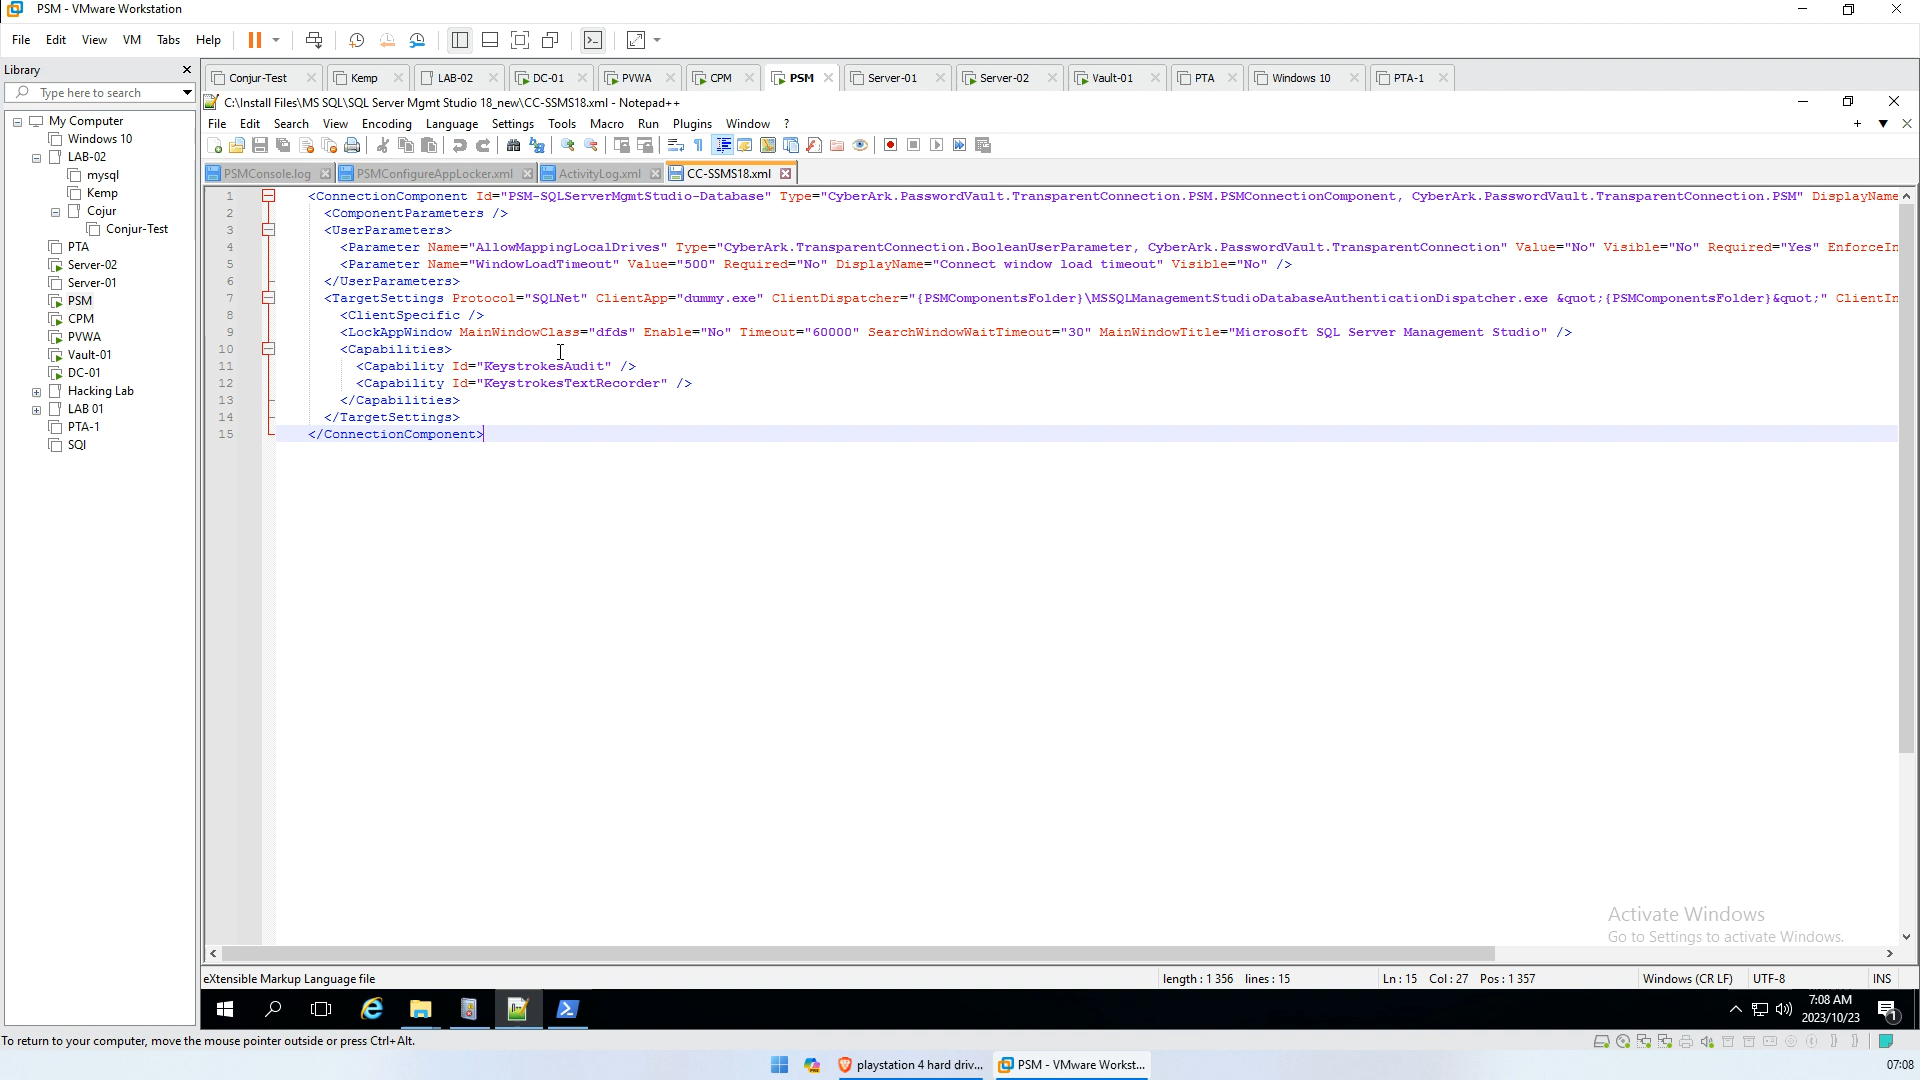 PSM - VMware Workstation
File Edit View VM Tabs Help
Library
Type here to search
My Computer
Windows 10
LAB-02
mysql
Kemp
Cojur
Conjur-Test
PTA
Server-02
Server-01
PSM
CPM
PVWA
Vault-01
DC-01
Hacking Lab
LAB 01
PTA-1
SQl
Conjur-Test Kemp LAB-02 DC-01 PVWA CPM PSM Server-01 Server-02 Vault-01 PTA Windows 10 PTA-1
C:\Install Files\MS SQL\SQL Server Mgmt Studio 18_new\CC-SSMS18.xml - Notepad++
File Edit Search View Encoding Language Settings Tools Macro Run Plugins Window ?
PSMConsole.log PSMConfigureAppLocker.xml ActivityLog.xml CC-SSMS18.xml
1 <ConnectionComponent Id="PSM-SQLServerMgmtStudio-Database" Type="CyberArk.PasswordVault.TransparentConnection.PSM.PSMConnectionComponent, CyberArk.PasswordVault.TransparentConnection.PSM" DisplayName
2 <ComponentParameters />
3 <UserParameters>
4 <Parameter Name="AllowMappingLocalDrives" Type="CyberArk.TransparentConnection.BooleanUserParameter, CyberArk.PasswordVault.TransparentConnection" Value="No" Visible="No" Required="Yes" EnforceIn
5 <Parameter Name="WindowLoadTimeout" Value="500" Required="No" DisplayName="Connect window load timeout" Visible="No" />
6 </UserParameters>
7 <TargetSettings Protocol="SQLNet" ClientApp="dummy.exe" ClientDispatcher="{PSMComponentsFolder}\MSSQLManagementStudioDatabaseAuthenticationDispatcher.exe &quot;{PSMComponentsFolder}&quot;" ClientIn
8 <ClientSpecific />
9 <LockAppWindow MainWindowClass="dfds" Enable="No" Timeout="60000" SearchWindowWaitTimeout="30" MainWindowTitle="Microsoft SQL Server Management Studio" />
10 <Capabilities>
11 <Capability Id="KeystrokesAudit" />
12 <Capability Id="KeystrokesTextRecorder" />
13 </Capabilities>
14 </TargetSettings>
15 </ConnectionComponent>
Activate Windows
Go to Settings to activate Windows.
eXtensible Markup Language file length : 1 356 lines : 15 Ln : 15 Col : 27 Pos : 1 357 Windows (CR LF) UTF-8 INS
7:08 AM
2023/10/23
1
To return to your computer, move the mouse pointer outside or press Ctrl+Alt.
playstation 4 hard driv... PSM - VMware Workst... 07:08